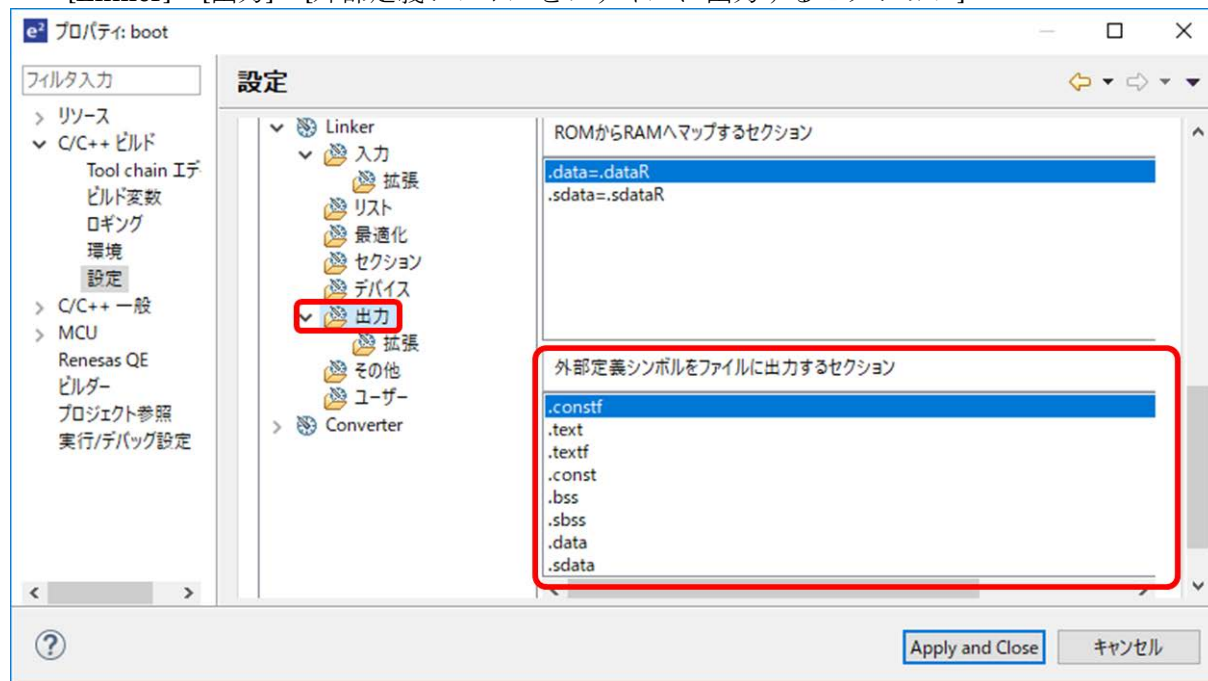 e² プロパティ: boot
フィルタ入力
設定
リソース
C/C++ ビルド
Tool chain エデ
ビルド変数
ロギング
環境
設定
C/C++ 一般
MCU
Renesas QE
ビルダー
プロジェクト参照
実行/デバッグ設定
Linker
入力
拡張
リスト
最適化
セクション
デバイス
出力
拡張
その他
ユーザー
Converter
ROMからRAMへマップするセクション
.data=.dataR
.sdata=.sdataR
外部定義シンボルをファイルに出力するセクション
.constf
.text
.textf
.const
.bss
.sbss
.data
.sdata
Apply and Close
キャンセル